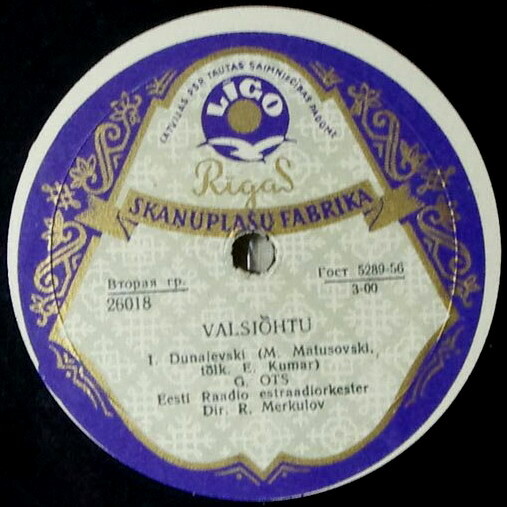 LATVIJAS PSR TAUTAS SAIMNIECĪBAS PADOME
LĪGO
Rīgas
SKAŅUPLAŠU FABRIKA
Вторая гр.
26018
Гост 5289-56
3-00
VALSIÕHTU
I. Dunajevski (M. Matusovski,
tõlk. E. Kumar)
G. OTS
Eesti Raadio estraadiorkester
Dir. R. Merkulov